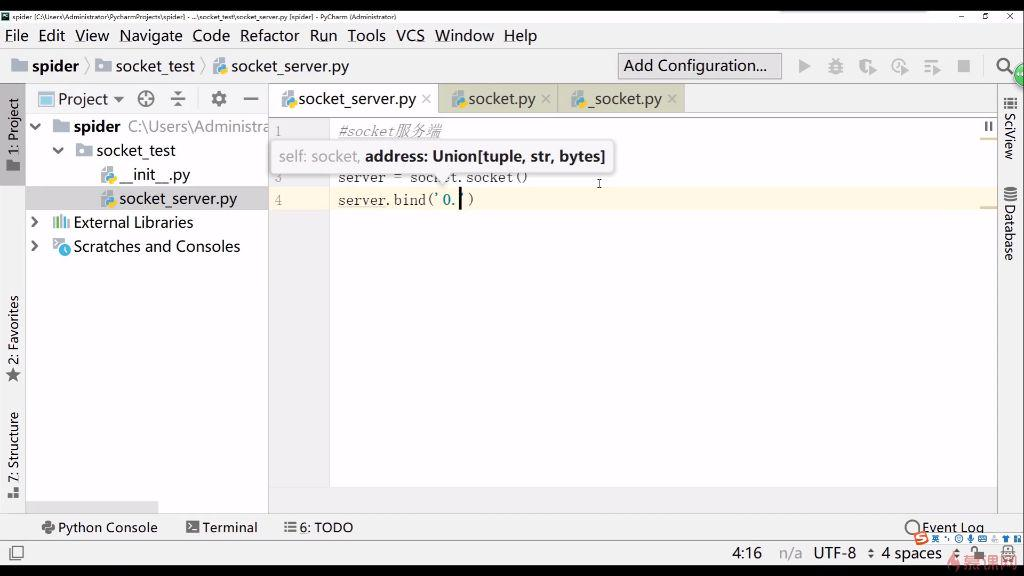 spider [C:\Users\Administrator\PycharmProjects\spider] - ...\socket_test\socket_server.py [spider] - PyCharm (Administrator)
File Edit View Navigate Code Refactor Run Tools VCS Window Help
spider socket_test socket_server.py Add Configuration...
Project socket_server.py socket.py _socket.py
1: Project
spider C:\Users\Administra
socket_test
__init__.py
socket_server.py
External Libraries
Scratches and Consoles
1 #socket服务端
self: socket, address: Union[tuple, str, bytes]
3 server = socket.socket()
4 server.bind('0.')
SciView
Database
2: Favorites
7: Structure
Python Console Terminal 6: TODO Event Log
4:16 n/a UTF-8 4 spaces
英
慕课网